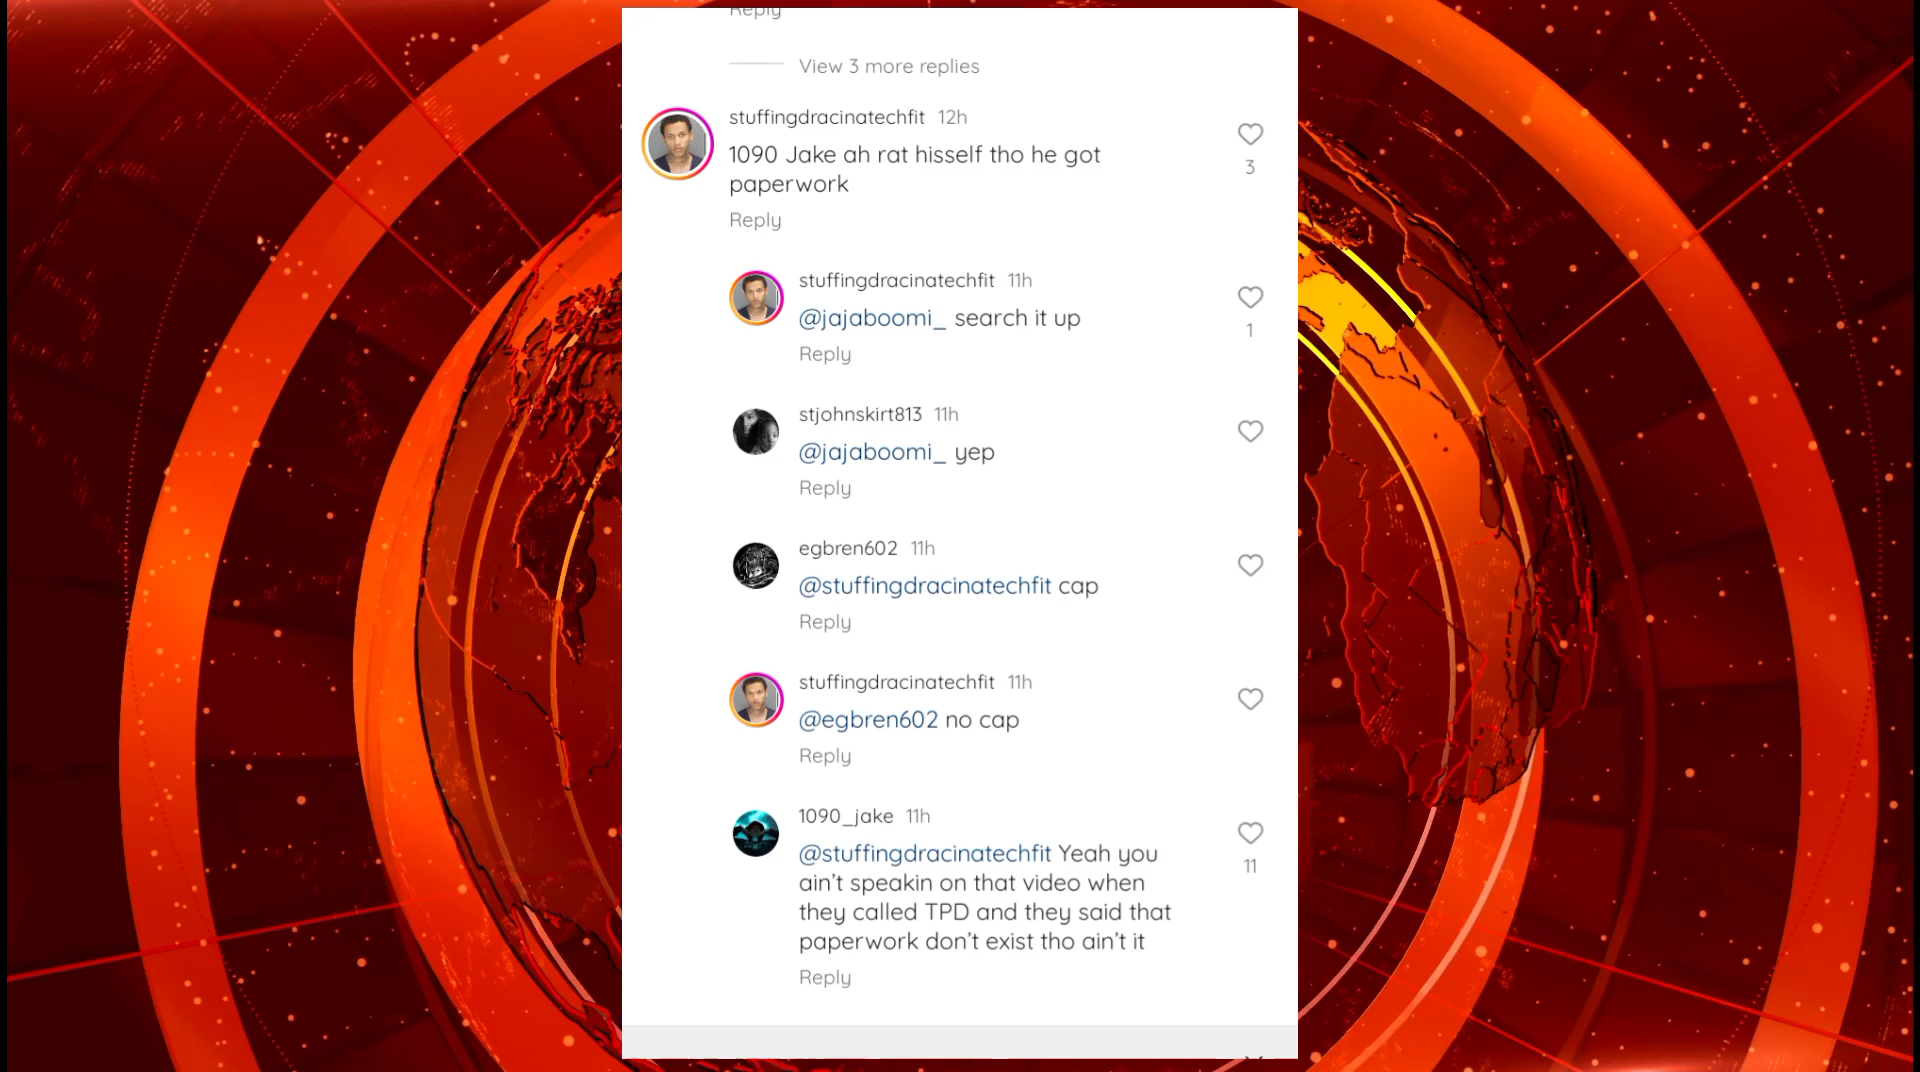 Reply
View 3 more replies
stuffingdracinatechfit 12h
1090 Jake ah rat hisself tho he got
paperwork
3
Reply
stuffingdracinatechfit 11h
@jajaboomi_ search it up
1
Reply
stjohnskirt813 11h
@jajaboomi_ yep
Reply
egbren602 11h
@stuffingdracinatechfit cap
Reply
stuffingdracinatechfit 11h
@egbren602 no cap
Reply
1090_jake 11h
@stuffingdracinatechfit Yeah you
ain't speakin on that video when
11
they called TPD and they said that
paperwork don't exist tho ain't it
Reply